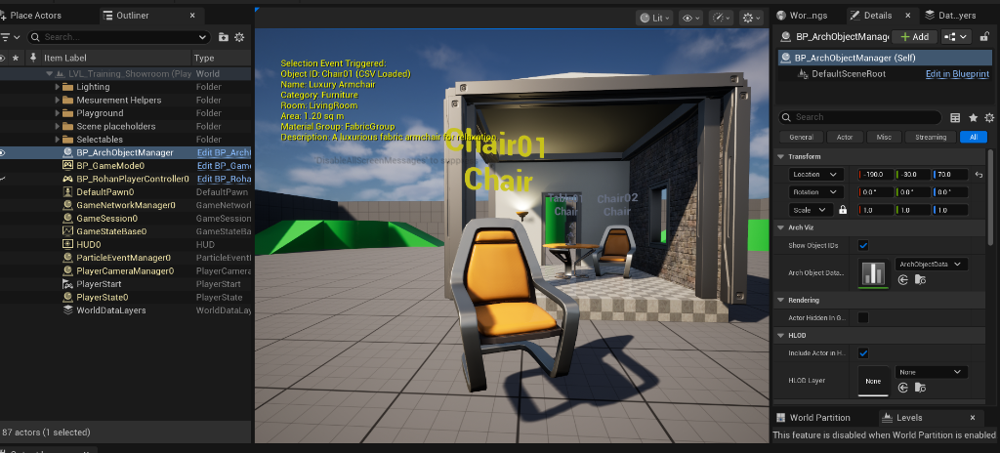 Place Actors
Outliner
Wor...ngs
Details
Dat...yers
Search...
Item Label
Type
LVL_Training_Showroom (Play World
Lighting Folder
Mesurement Helpers Folder
Playground Folder
Scene placeholders Folder
Selectables Folder
BP_ArchObjectManager Edit BP_Arch
BP_GameMode0 Edit BP_Game
BP_RohanPlayerController0 Edit BP_Roha
DefaultPawn0 DefaultPawn
GameNetworkManager0 GameNetwor
GameSession0 GameSession
GameStateBase0 GameStateBa
HUD0 HUD
ParticleEventManager0 ParticleEven
PlayerCameraManager0 PlayerCamera
PlayerStart PlayerStart
PlayerState0 PlayerState
WorldDataLayers WorldDataLay
87 actors (1 selected)
Lit
Selection Event Triggered:
Object ID: Chair01 (CSV Loaded)
Name: Luxury Armchair
Category: Furniture
Room: LivingRoom
Area: 1.20 sq m
Material Group: FabricGroup
Description: A luxurious fabric armchair for relaxation
Chair01
Chair
Table01
Chair
Chair02
Chair
BP_ArchObjectManage
Add
BP_ArchObjectManager (Self)
DefaultSceneRoot Edit in Blueprint
Search
General Actor Misc Streaming All
Transform
Location -190.0 -30.0 70.0
Rotation 0.0° 0.0° 0.0°
Scale 1.0 1.0 1.0
Arch Viz
Show Object IDs
Arch Object Data... ArchObjectData
Rendering
Actor Hidden In G...
HLOD
Include Actor in H...
HLOD Layer None None
World Partition Levels
This feature is disabled when World Partition is enabled